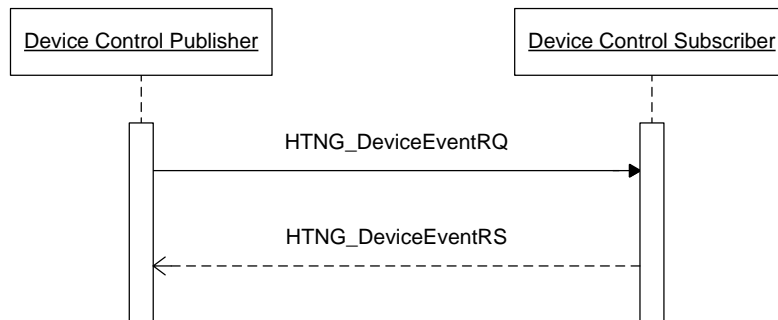 Device Control Publisher
Device Control Subscriber
HTNG_DeviceEventRQ
HTNG_DeviceEventRS